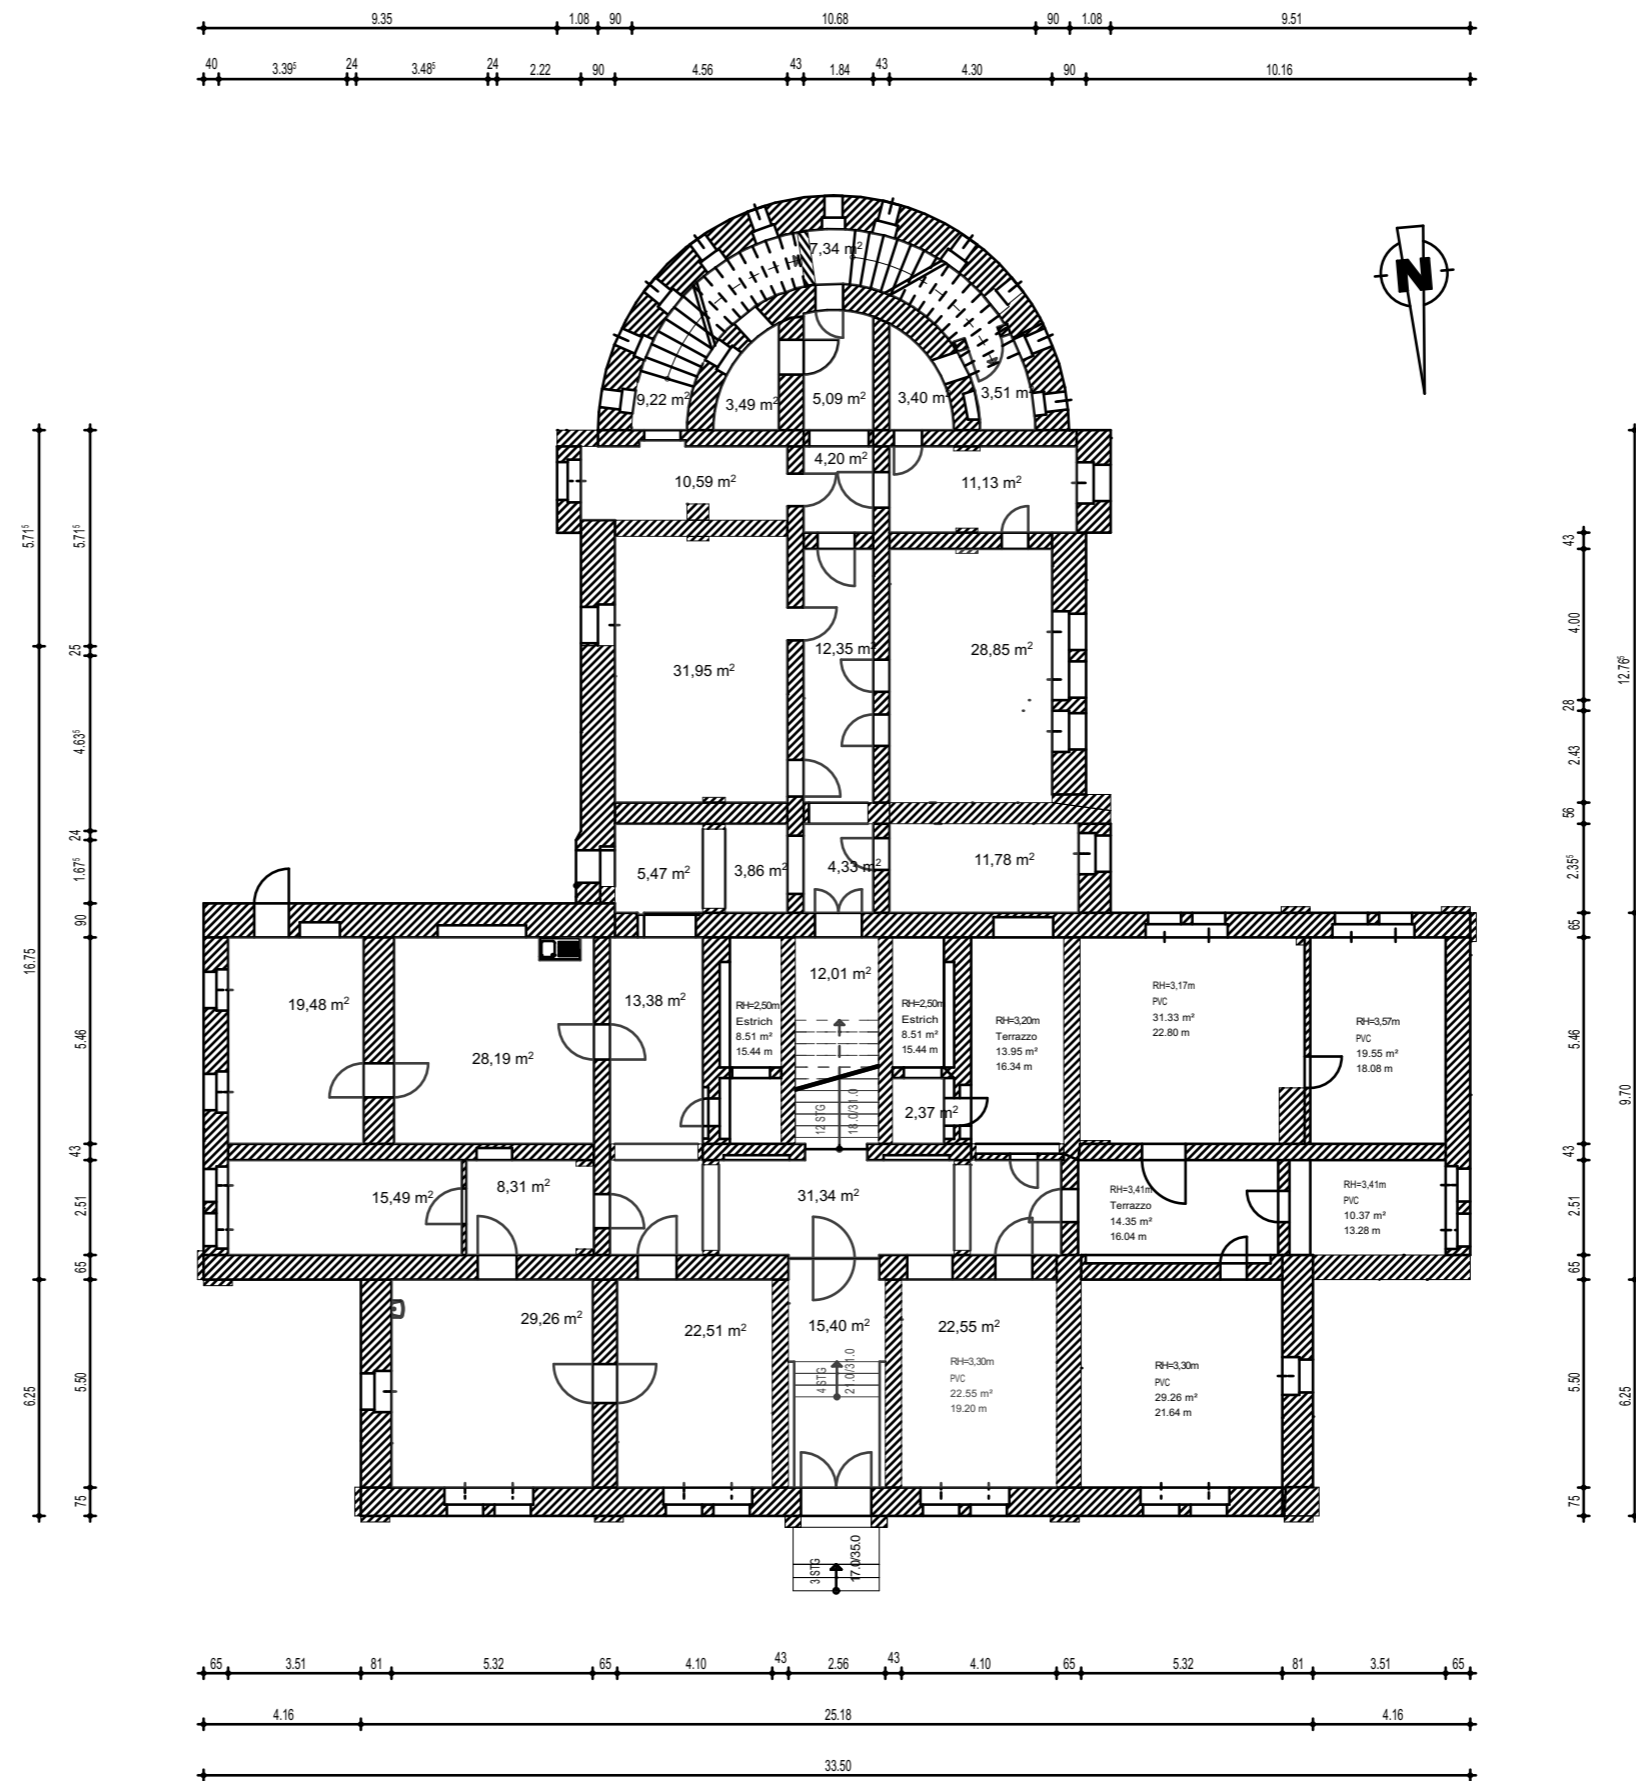 9.35 1.08 90 10.68 90 1.08 9.51
40 3.39⁵ 24 3.48⁵ 24 2.22 90 4.56 43 1.84 43 4.30 90 10.16
N
7,34 m²
9,22 m² 3,49 m² 5,09 m² 3,40 m² 3,51 m²
4,20 m²
10,59 m² 11,13 m²
12,35 m² 28,85 m²
31,95 m²
5,47 m² 3,86 m² 4,33 m² 11,78 m²
12,01 m²
19,48 m² 13,38 m²
28,19 m²
RH=2,50m
Estrich
8.51 m²
15.44 m
RH=2,50m
Estrich
8.51 m²
15.44 m
RH=3,20m
Terrazzo
13.95 m²
16.34 m
RH=3,17m
PVC
31.33 m²
22.80 m
RH=3,57m
PVC
19.55 m²
18.08 m
12 STG
18.0/31.0
2,37 m²
15,49 m² 8,31 m² 31,34 m²
RH=3,41m
Terrazzo
14.35 m²
16.04 m
RH=3,41m
PVC
10.37 m²
13.28 m
29,26 m² 22,51 m² 15,40 m² 22,55 m²
RH=3,30m
PVC
22.55 m²
19.20 m
RH=3,30m
PVC
29.26 m²
21.64 m
4 STG
21.0/31.0
3 STG
17.0/35.0
5.71⁵ 16.75 6.25
5.71⁵ 25 4.63⁵ 24 1.67⁵ 90 5.46 43 2.51 65 5.50 75
43 4.00 28 2.43 56 2.35⁵ 65 5.46 43 2.51 65 5.50 75
12.76⁵ 9.70 6.25
65 3.51 81 5.32 65 4.10 43 2.56 43 4.10 65 5.32 81 3.51 65
4.16 25.18 4.16
33.50